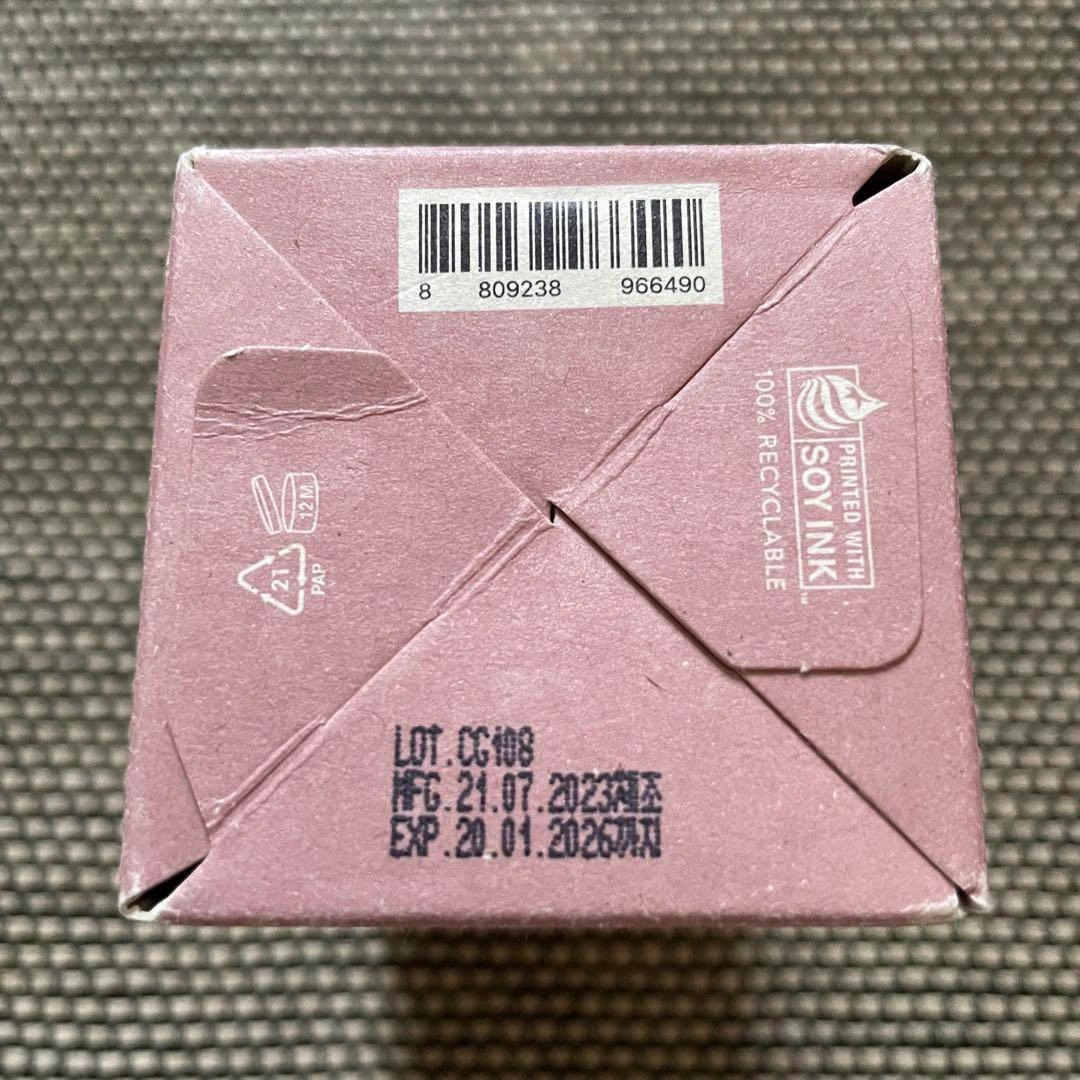 8 809238 966490
PRINTED WITH
SOY INK™
100% RECYCLABLE
12M
21
PAP
LOT.CG108
MFG.21.07.2023제조
EXP.20.01.2026까지